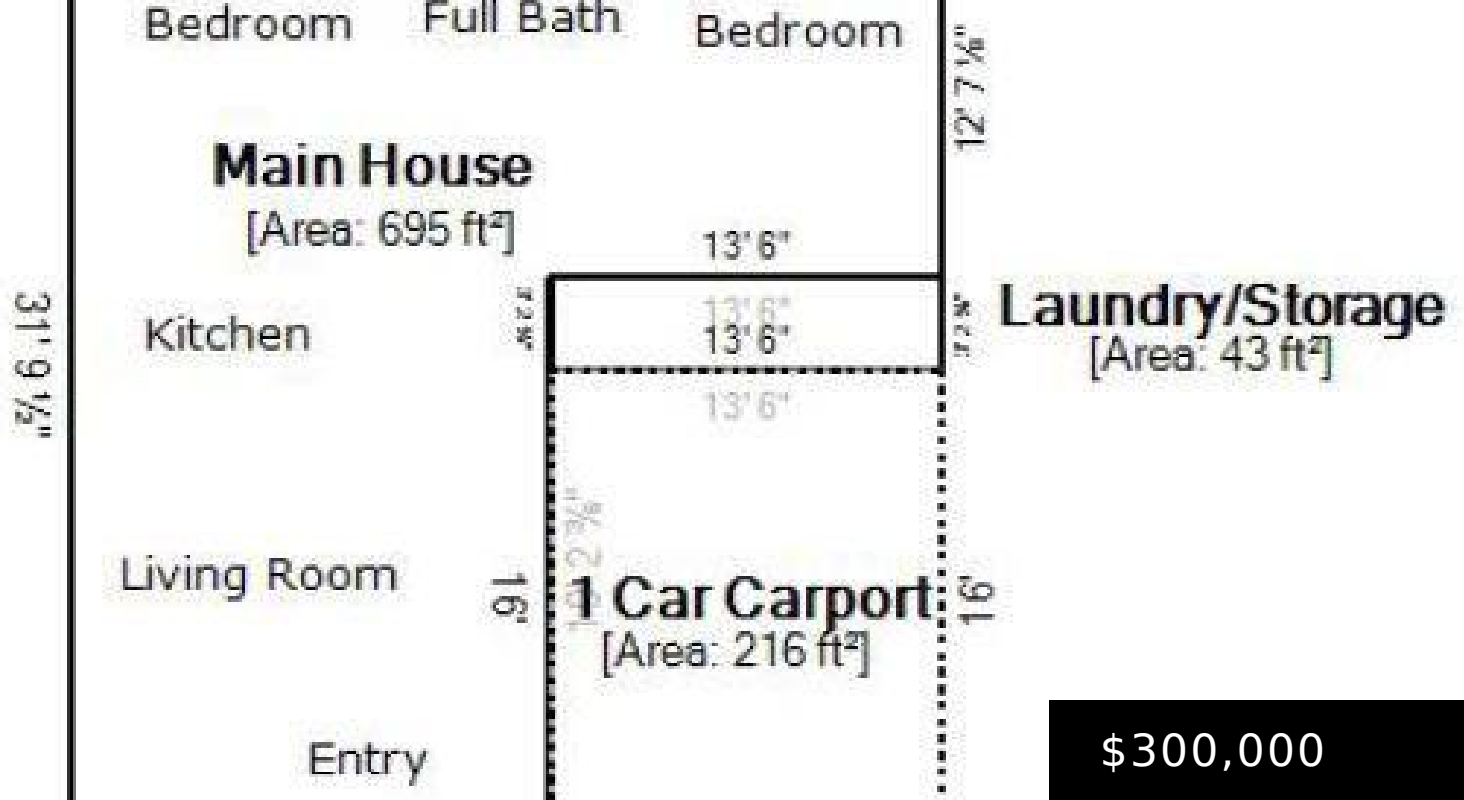 Bedroom
Full Bath
Bedroom
12' 7 ⅛"
Main House
[Area: 695 ft²]
13' 6"
31' 9 ½"
Kitchen
13' 6"
13' 6"
Laundry/Storage
[Area: 43 ft²]
13' 6"
Living Room
16'
1 Car Carport
16'
[Area: 216 ft²]
Entry
$300,000